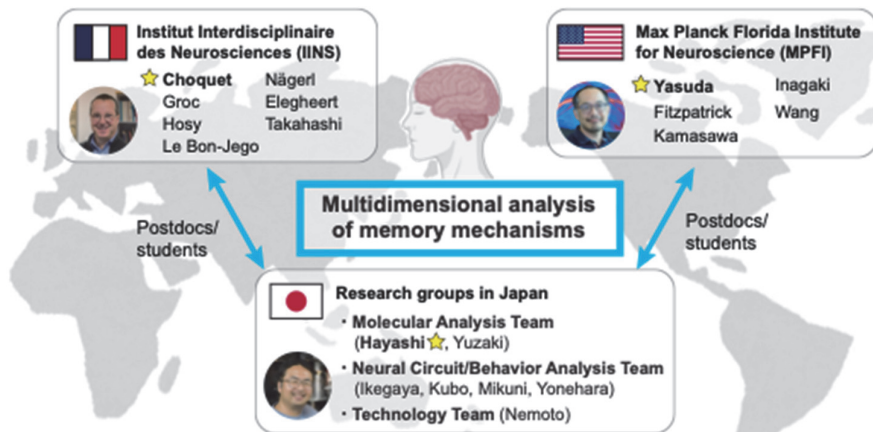 Institut Interdisciplinaire
des Neurosciences (IINS)
Choquet Nägerl
Groc Elegheert
Hosy Takahashi
Le Bon-Jego
Max Planck Florida Institute
for Neuroscience (MPFI)
Yasuda Inagaki
Fitzpatrick Wang
Kamasawa
Multidimensional analysis
of memory mechanisms
Postdocs/
students
Postdocs/
students
Research groups in Japan
・Molecular Analysis Team
(Hayashi, Yuzaki)
・Neural Circuit/Behavior Analysis Team
(Ikegaya, Kubo, Mikuni, Yonehara)
・Technology Team (Nemoto)